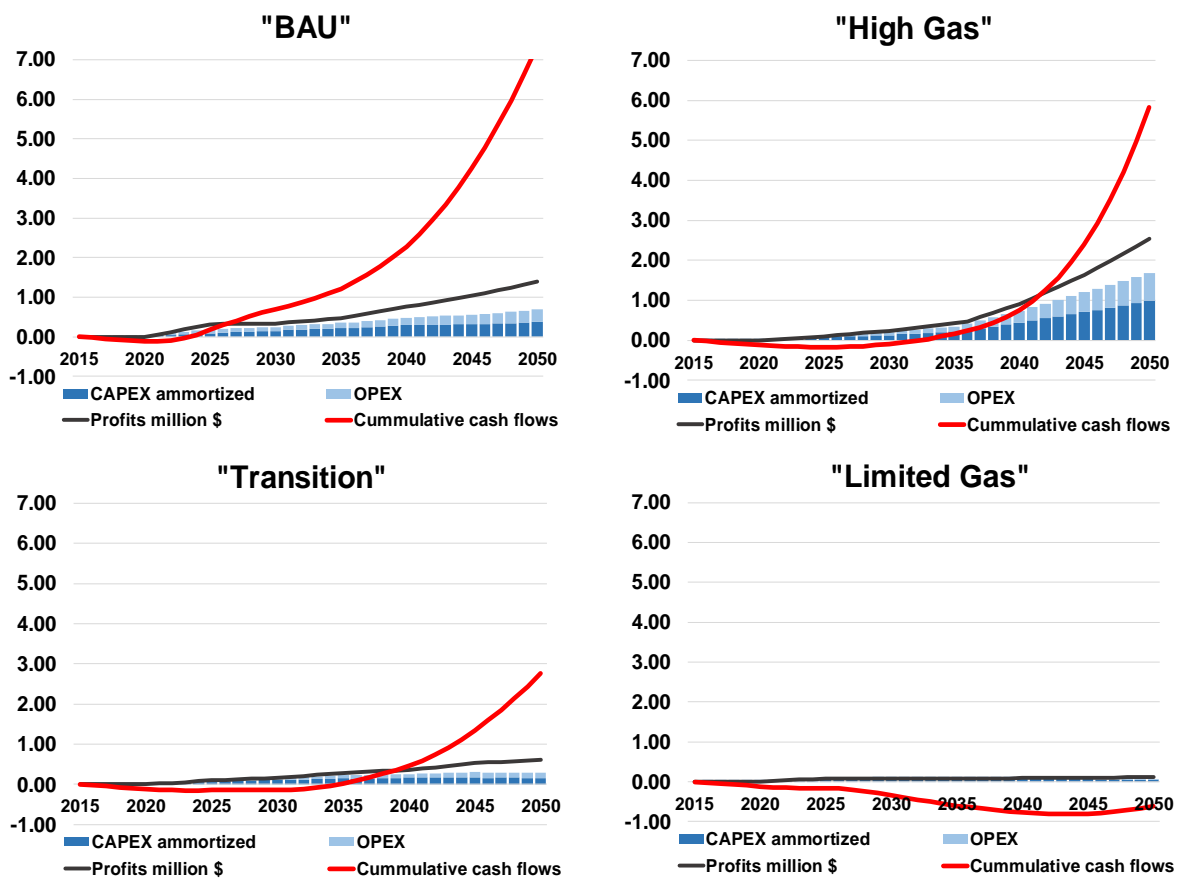 "BAU"
7.00
6.00
5.00
4.00
3.00
2.00
1.00
0.00
-1.00
2015 2020 2025 2030 2035 2040 2045 2050
CAPEX ammortized OPEX
Profits million $ Cummulative cash flows
"High Gas"
7.00
6.00
5.00
4.00
3.00
2.00
1.00
0.00
-1.00
2015 2020 2025 2030 2035 2040 2045 2050
CAPEX ammortized OPEX
Profits million $ Cummulative cash flows
"Transition"
7.00
6.00
5.00
4.00
3.00
2.00
1.00
0.00
-1.00
2015 2020 2025 2030 2035 2040 2045 2050
CAPEX ammortized OPEX
Profits million $ Cummulative cash flows
"Limited Gas"
7.00
6.00
5.00
4.00
3.00
2.00
1.00
0.00
-1.00
2015 2020 2025 2030 2035 2040 2045 2050
CAPEX ammortized OPEX
Profits million $ Cummulative cash flows